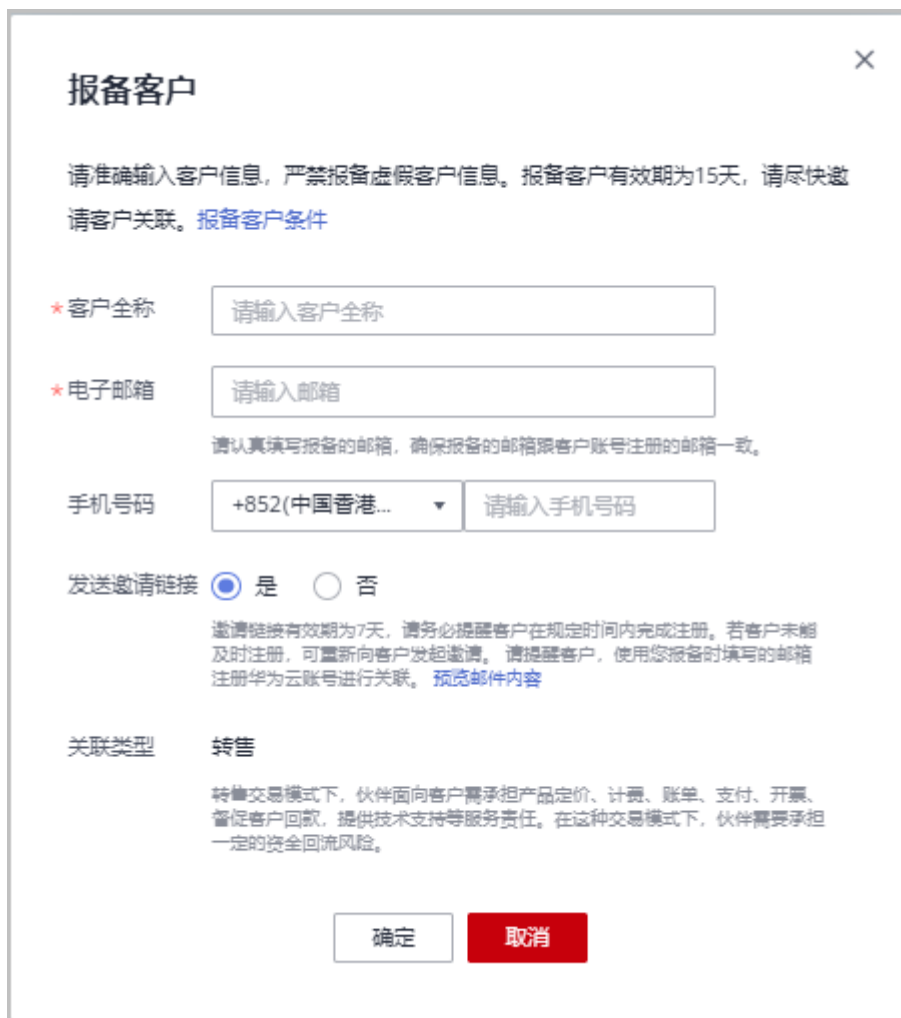 报备客户
请准确输入客户信息，严禁报备虚假客户信息。报备客户有效期为15天，请尽快邀
请客户关联。报备客户条件
*客户全称 请输入客户全称
*电子邮箱 请输入邮箱
请认真填写报备的邮箱，确保报备的邮箱跟客户账号注册的邮箱一致。
手机号码 +852(中国香港... 请输入手机号码
发送邀请链接 是 否
邀请链接有效期为7天，请务必提醒客户在规定时间内完成注册。若客户未能
及时注册，可重新向客户发起邀请。 请提醒客户，使用您报备时填写的邮箱
注册华为云账号进行关联。 预览邮件内容
关联类型 转售
转售交易模式下，伙伴面向客户需承担产品定价、计费、账单、支付、开票、
督促客户回款，提供技术支持等服务责任。在这种交易模式下，伙伴需要承担
一定的资金回流风险。
确定 取消